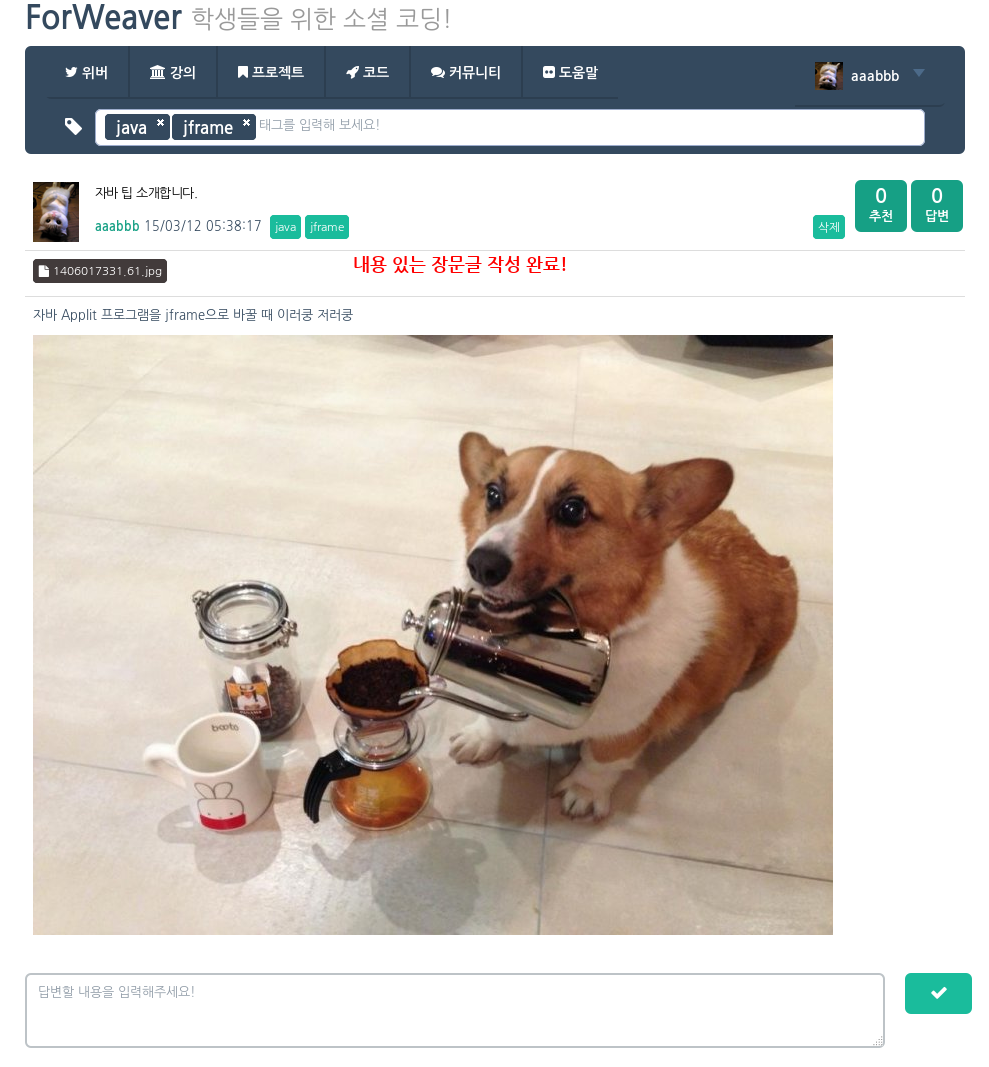 ForWeaver 학생들을 위한 소셜 코딩!
위버 강의 프로젝트 코드 커뮤니티 도움말 aaabbb
java jframe 태그를 입력해 보세요!
자바 팁 소개합니다.
0 0
추천 답변
aaabbb 15/03/12 05:38:17 java jframe 삭제
1406017331.61.jpg
내용 있는 장문글 작성 완료!
자바 Applit 프로그램을 jframe으로 바꿀 때 이러쿵 저러쿵
답변할 내용을 입력해주세요!